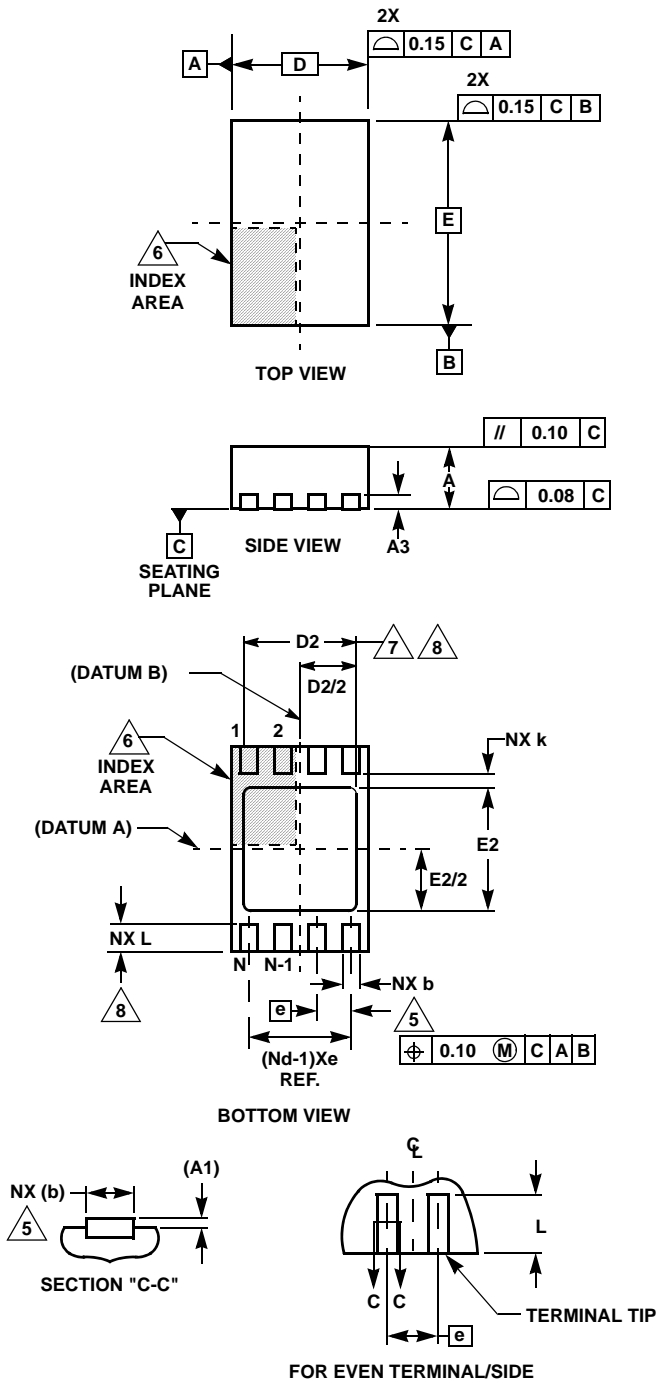 2X
⌓ 0.15 C A
A
D
2X
⌓ 0.15 C B
E
6
INDEX
AREA
B
TOP VIEW
// 0.10 C
A
⌓ 0.08 C
C
SIDE VIEW
A3
SEATING
PLANE
D2
7
8
(DATUM B)
D2/2
1
2
6
INDEX
AREA
NX k
(DATUM A)
E2
E2/2
NX L
N
N-1
NX b
8
e
5
(Nd-1)Xe
REF.
⌖ 0.10 Ⓜ C A B
BOTTOM VIEW
(A1)
NX (b)
5
SECTION "C-C"
℄
L
C
C
TERMINAL TIP
e
FOR EVEN TERMINAL/SIDE